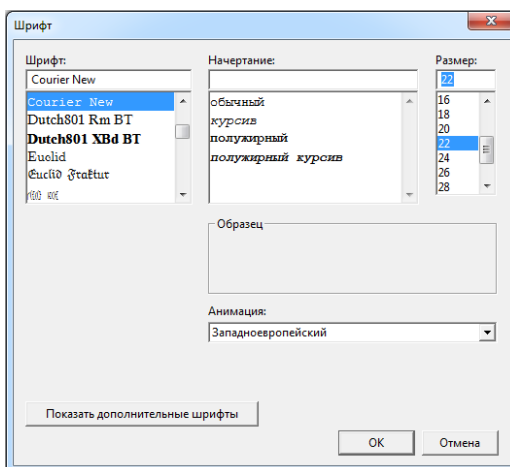 Шрифт
Шрифт:
Courier New
Courier New
Dutch801 Rm BT
Dutch801 XBd BT
Euclid
Euclid Fraktur
Начертание:
обычный
курсив
полужирный
полужирный курсив
Размер:
22
16
18
20
22
24
26
28
Образец
Анимация:
Западноевропейский
Показать дополнительные шрифты
OK
Отмена